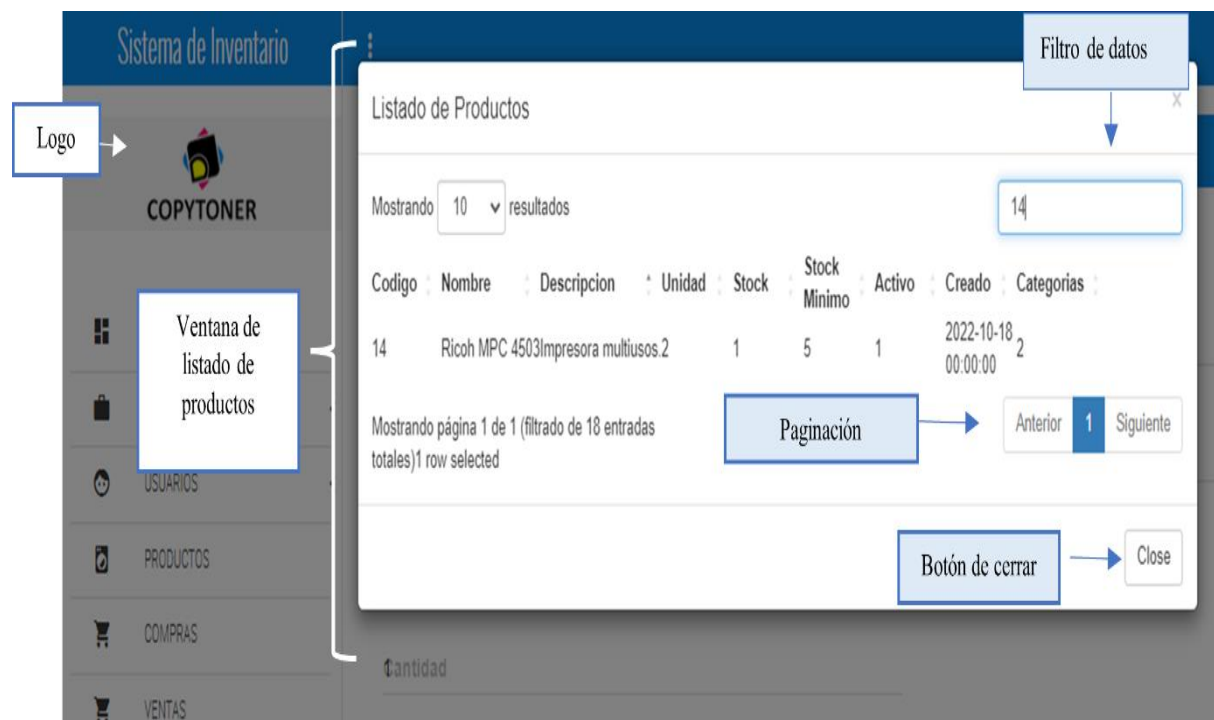 Sistema de Inventario
Filtro de datos
Logo
COPYTONER
Listado de Productos
x
Mostrando 10 resultados
14
Codigo Nombre Descripcion Unidad Stock Stock Minimo Activo Creado Categorias
14 Ricoh MPC 4503Impresora multiusos.2 1 5 1 2022-10-18 00:00:00 2
Ventana de
listado de
productos
Mostrando página 1 de 1 (filtrado de 18 entradas
totales)1 row selected
Paginación
Anterior 1 Siguiente
Botón de cerrar
Close
USUARIOS
PRODUCTOS
COMPRAS
VENTAS
Cantidad
1